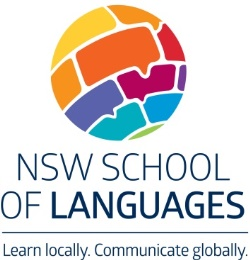 NSW SCHOOL
OF LANGUAGES
Learn locally. Communicate globally.